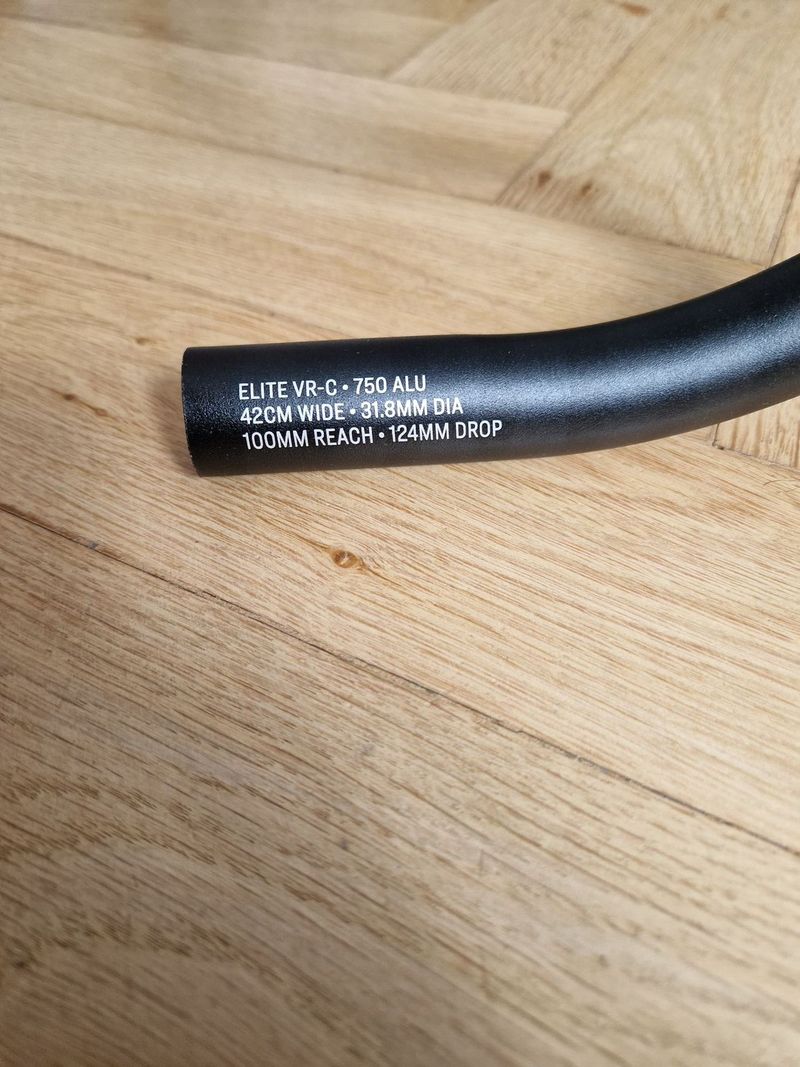 ELITE VR-C • 750 ALU
42CM WIDE • 31.8MM DIA
100MM REACH • 124MM DROP